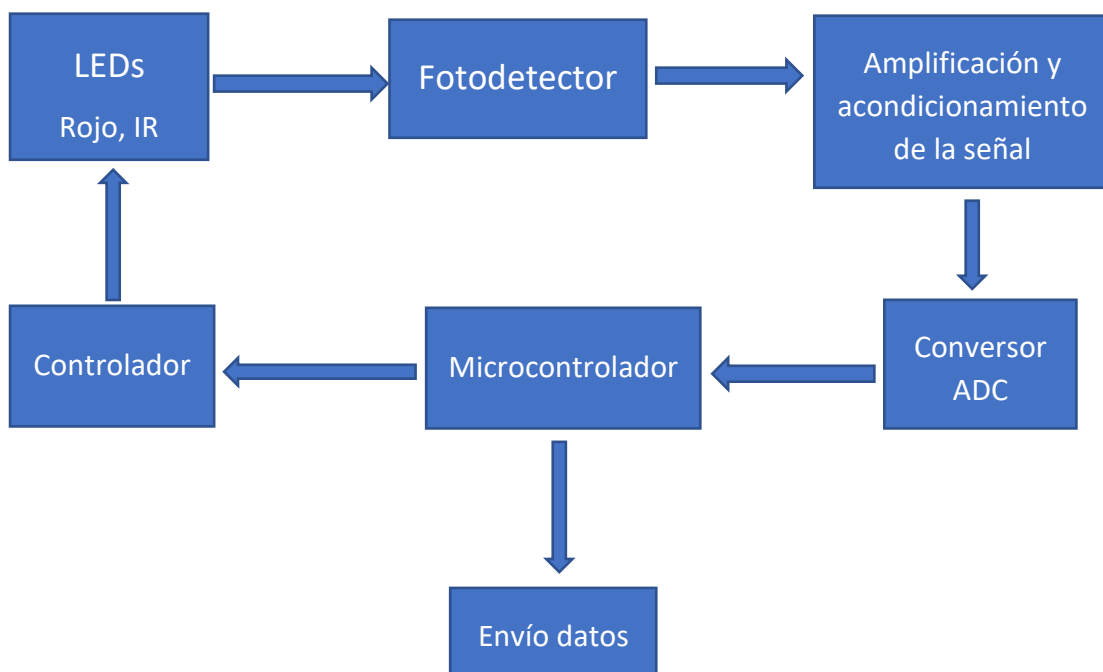 LEDs
Rojo, IR
Fotodetector
Amplificación y
acondicionamiento
de la señal
Controlador
Microcontrolador
Conversor
ADC
Envío datos